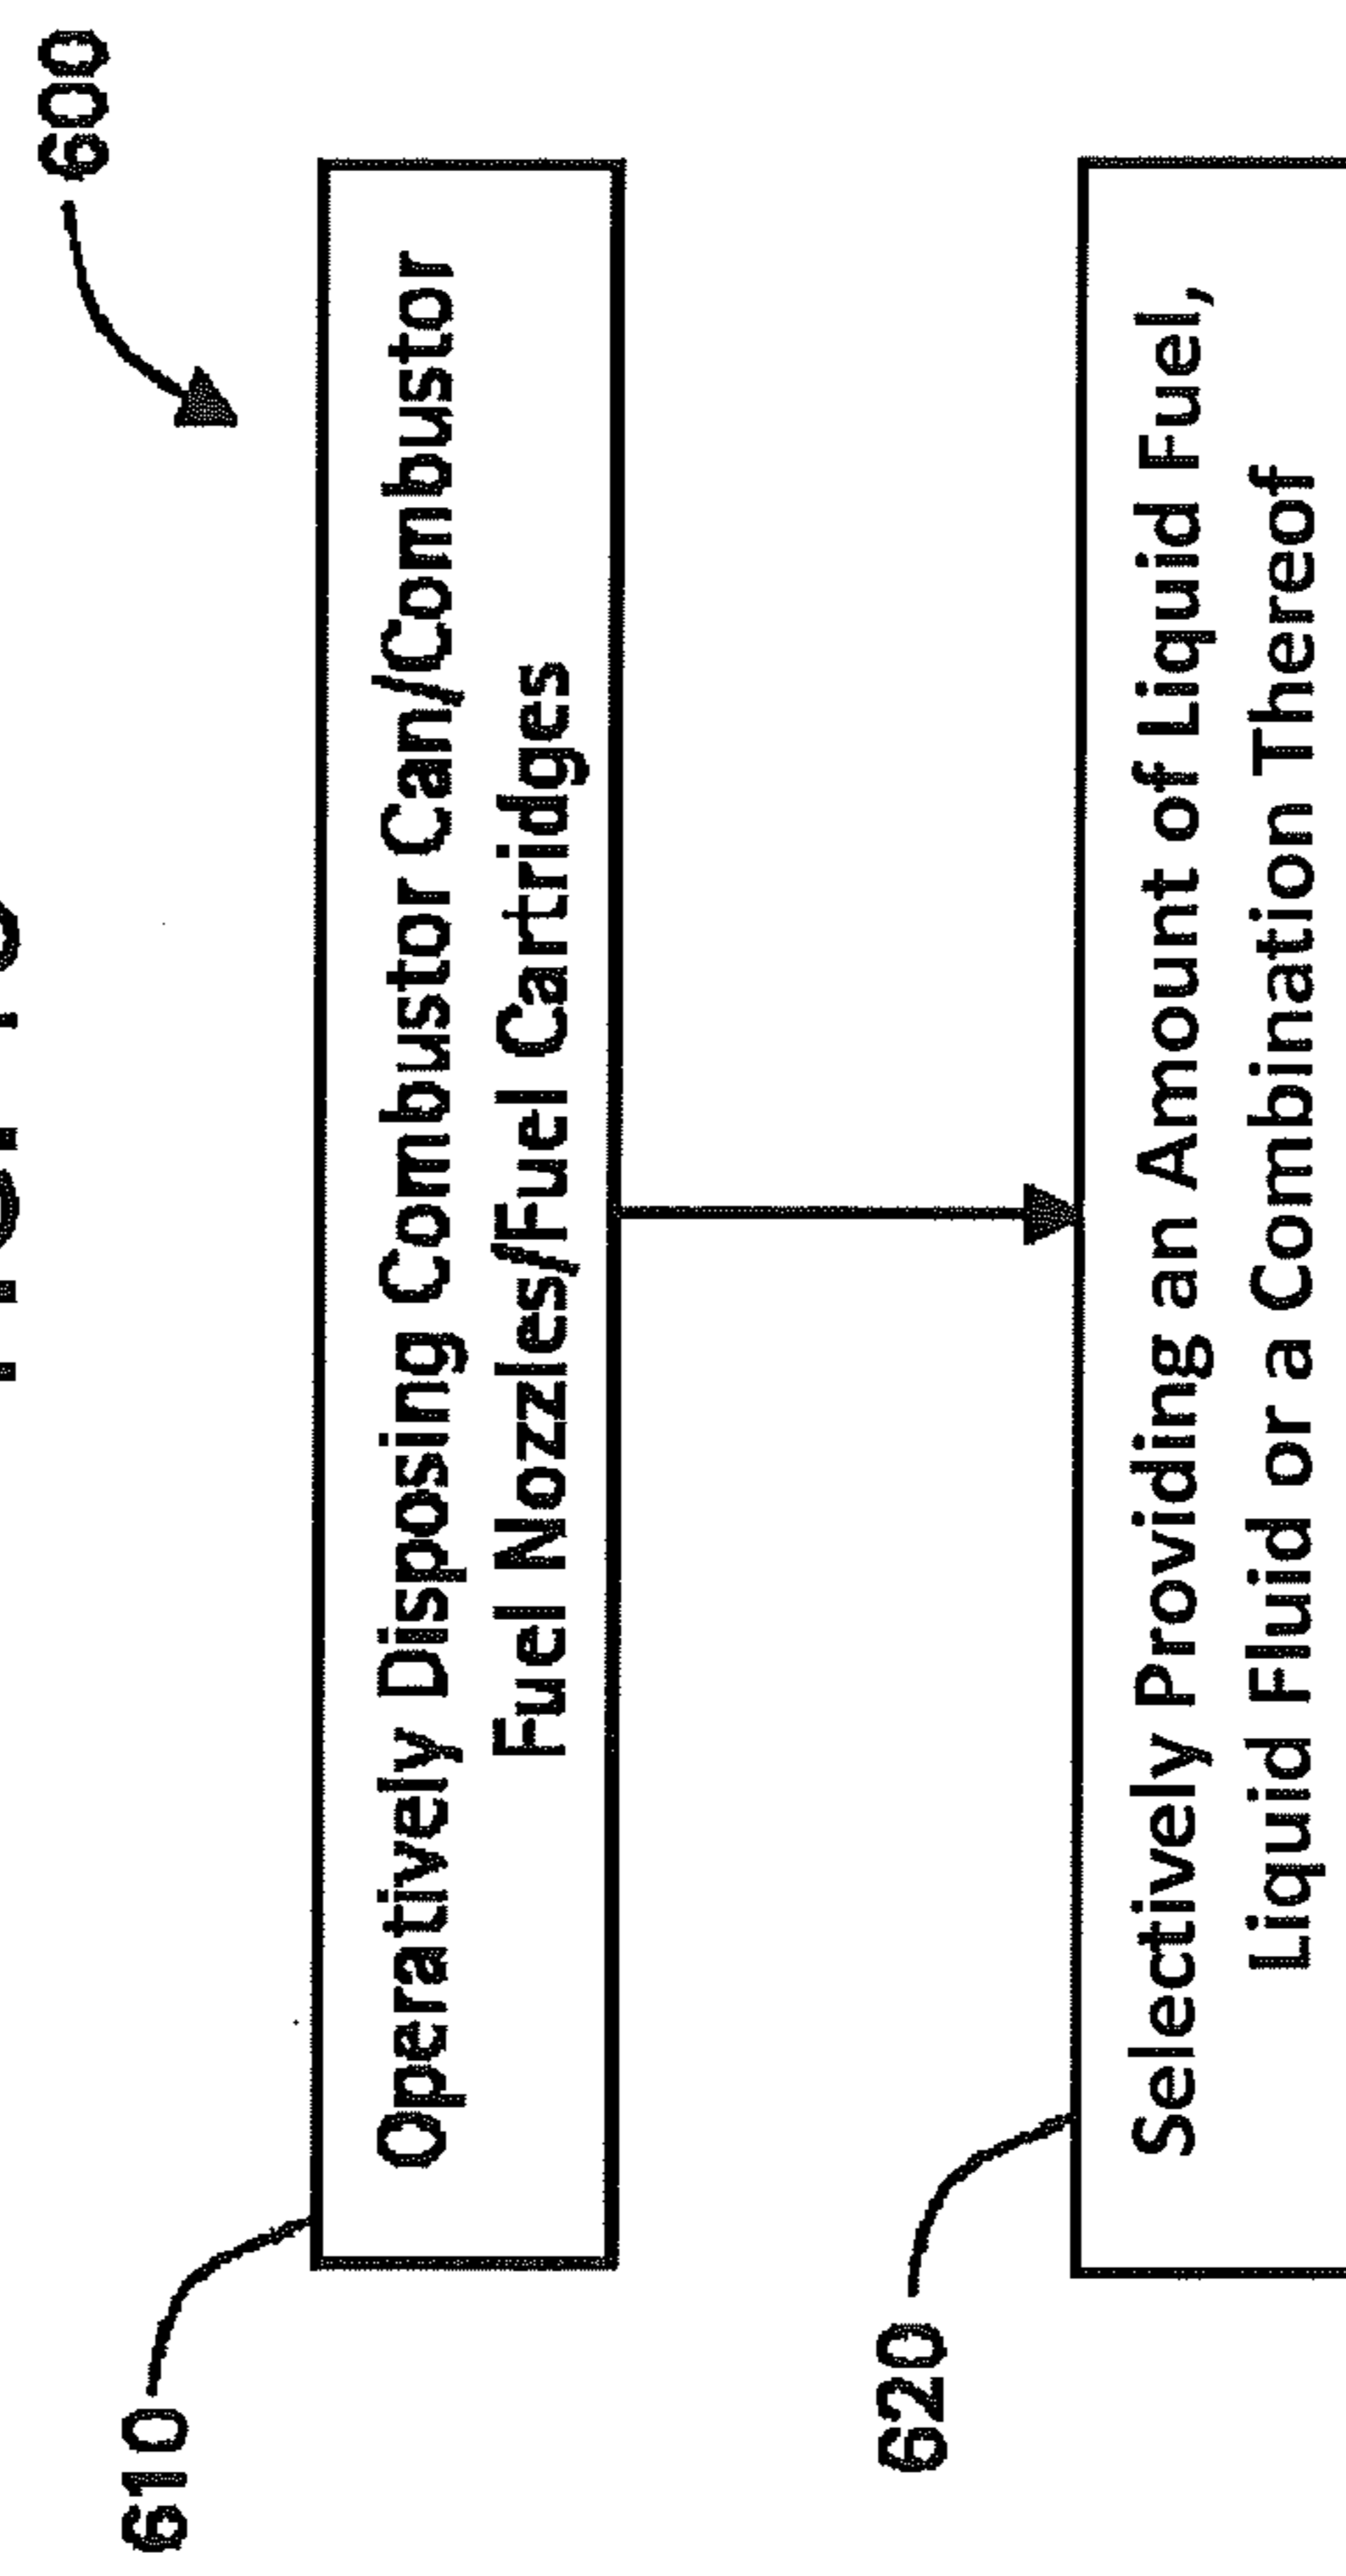 600
610
Operatively Disposing Combustor Can/Combustor
Fuel Nozzles/Fuel Cartridges
620
Selectively Providing an Amount of Liquid Fuel,
Liquid Fluid or a Combination Thereof